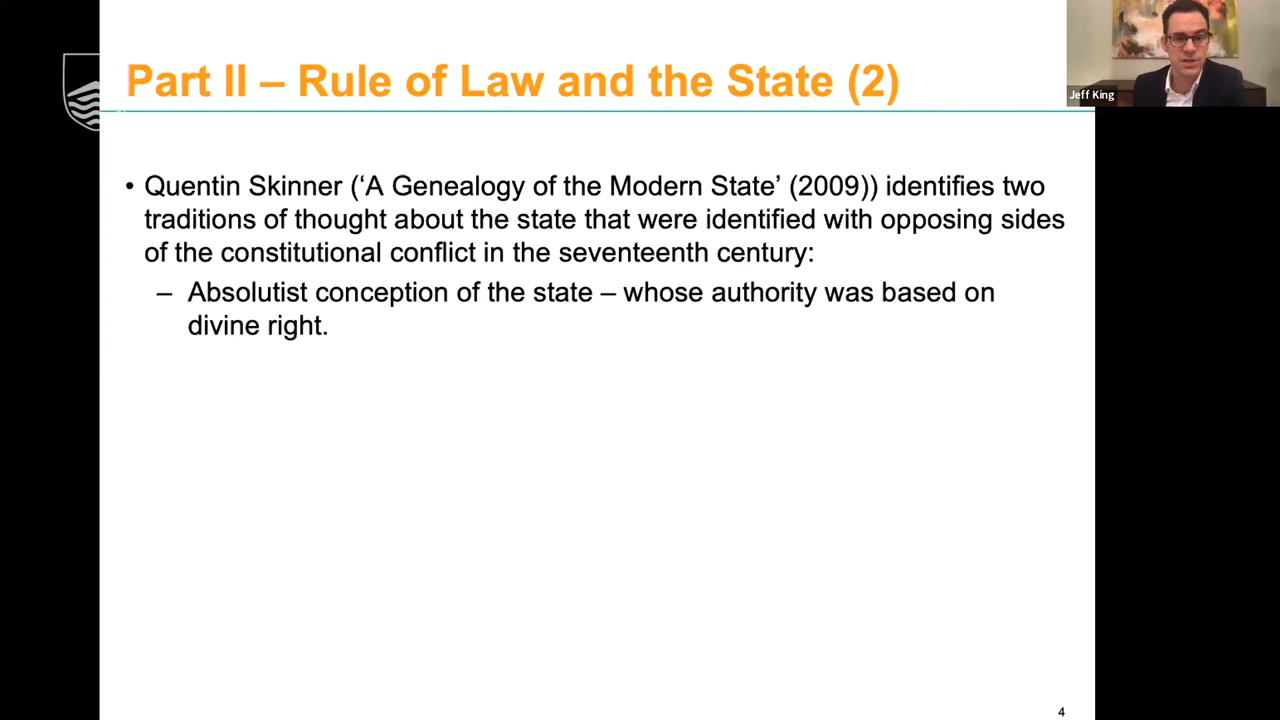 Part II – Rule of Law and the State (2)
Jeff King
• Quentin Skinner (‘A Genealogy of the Modern State’ (2009)) identifies two
traditions of thought about the state that were identified with opposing sides
of the constitutional conflict in the seventeenth century:
– Absolutist conception of the state – whose authority was based on
divine right.
4